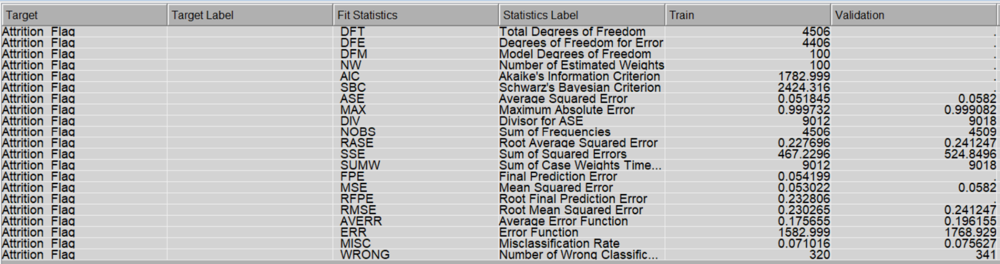 Target Target Label Fit Statistics Statistics Label Train Validation
Attrition_Flag DFT Total Degrees of Freedom 4506 .
Attrition_Flag DFE Degrees of Freedom for Error 4406 .
Attrition_Flag DFM Model Degrees of Freedom 100 .
Attrition_Flag NW Number of Estimated Weights 100 .
Attrition_Flag AIC Akaike's Information Criterion 1782.999 .
Attrition_Flag SBC Schwarz's Bayesian Criterion 2424.316 .
Attrition_Flag ASE Average Squared Error 0.051845 0.0582
Attrition_Flag MAX Maximum Absolute Error 0.999732 0.999082
Attrition_Flag DIV Divisor for ASE 9012 9018
Attrition_Flag NOBS Sum of Frequencies 4506 4509
Attrition_Flag RASE Root Average Squared Error 0.227696 0.241247
Attrition_Flag SSE Sum of Squared Errors 467.2296 524.8496
Attrition_Flag SUMW Sum of Case Weights Time... 9012 9018
Attrition_Flag FPE Final Prediction Error 0.054199 .
Attrition_Flag MSE Mean Squared Error 0.053022 0.0582
Attrition_Flag RFPE Root Final Prediction Error 0.232806 .
Attrition_Flag RMSE Root Mean Squared Error 0.230265 0.241247
Attrition_Flag AVERR Average Error Function 0.175655 0.196155
Attrition_Flag ERR Error Function 1582.999 1768.929
Attrition_Flag MISC Misclassification Rate 0.071016 0.075627
Attrition_Flag WRONG Number of Wrong Classific... 320 341